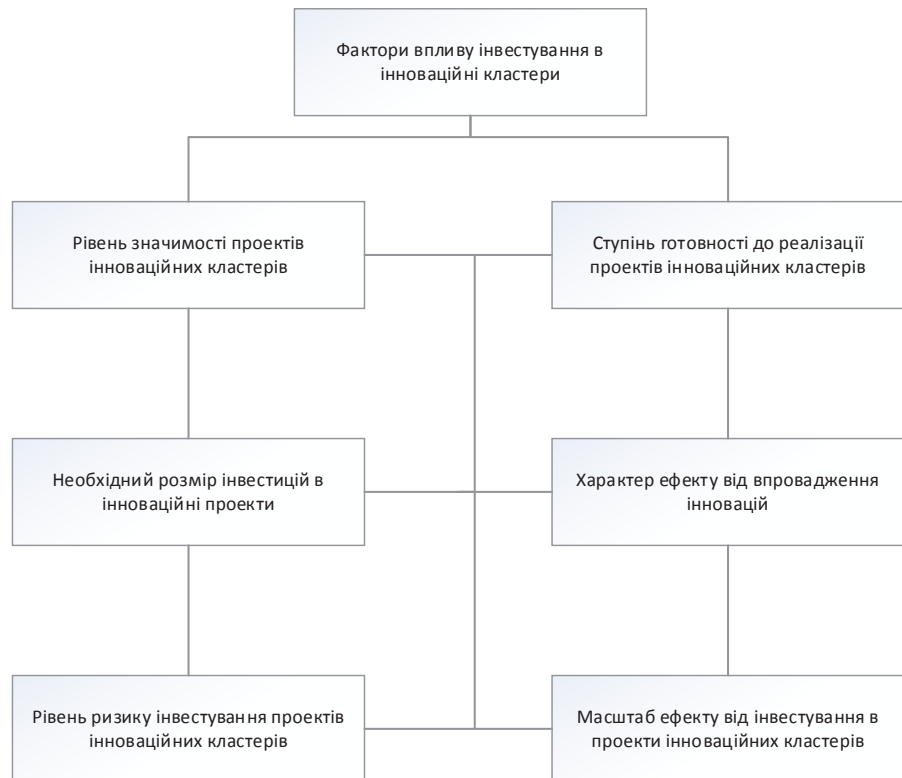 Фактори впливу інвестування в
інноваційні кластери
Рівень значимості проектів
інноваційних кластерів
Ступінь готовності до реалізації
проектів інноваційних кластерів
Необхідний розмір інвестицій в
інноваційні проекти
Характер ефекту від впровадження
інновацій
Рівень ризику інвестування проектів
інноваційних кластерів
Масштаб ефекту від інвестування в
проекти інноваційних кластерів